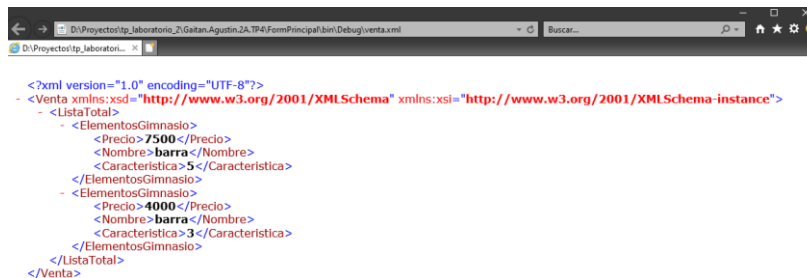 D:\Proyectos\tp_laboratorio_2\Gaitan.Agustin.2A.TP4\FormPrincipal\bin\Debug\venta.xml
Buscar...
D:\Proyectos\tp_laboratori...
<?xml version="1.0" encoding="UTF-8"?>
- <Venta xmlns:xsd="http://www.w3.org/2001/XMLSchema" xmlns:xsi="http://www.w3.org/2001/XMLSchema-instance">
- <ListaTotal>
- <ElementosGimnasio>
<Precio>7500</Precio>
<Nombre>barra</Nombre>
<Caracteristica>5</Caracteristica>
</ElementosGimnasio>
- <ElementosGimnasio>
<Precio>4000</Precio>
<Nombre>barra</Nombre>
<Caracteristica>3</Caracteristica>
</ElementosGimnasio>
</ListaTotal>
</Venta>